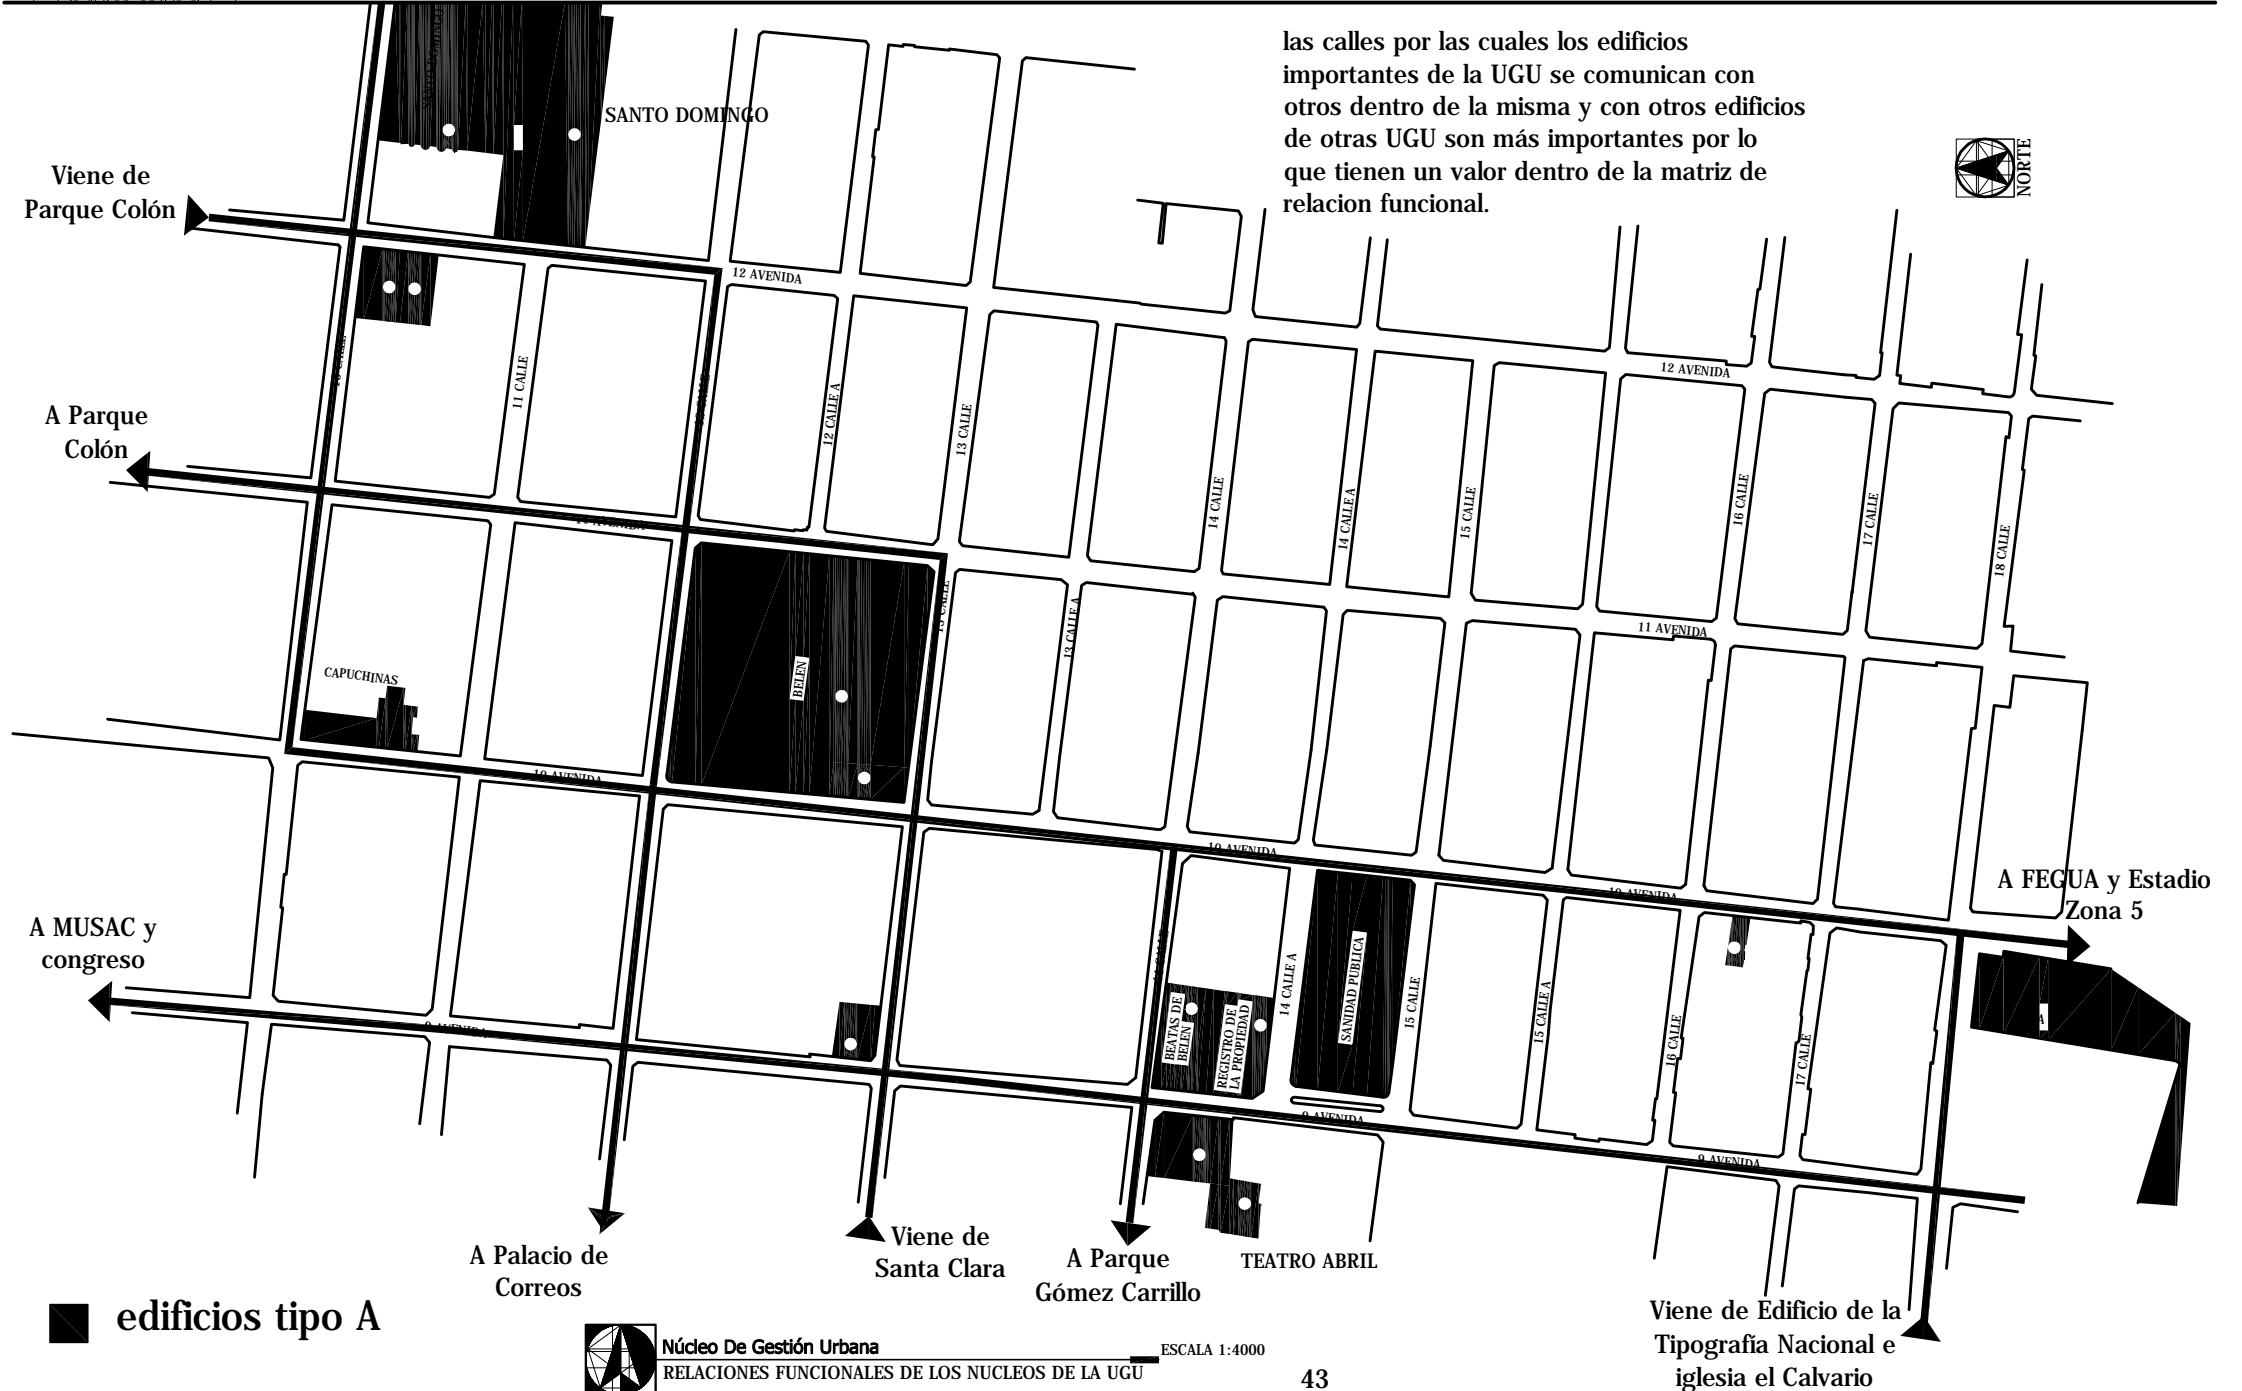 las calles por las cuales los edificios
importantes de la UGU se comunican con
otros dentro de la misma y con otros edificios
de otras UGU son más importantes por lo
que tienen un valor dentro de la matriz de
relacion funcional.
NORTE
SANTO DOMINGO
SANTO DOMINGO
Viene de
Parque Colón
12 AVENIDA
12 AVENIDA
11 CALLE
12 CALLE A
13 CALLE
14 CALLE
14 CALLE A
15 CALLE
16 CALLE
17 CALLE
18 CALLE
A Parque
Colón
13 CALLE
13 CALLE A
11 AVENIDA
BELEN
CAPUCHINAS
10 AVENIDA
10 AVENIDA
10 AVENIDA
A FEGUA y Estadio
Zona 5
A MUSAC y
congreso
9 AVENIDA
BEATAS DE
BELEN
REGISTRO DE
LA PROPIEDAD
14 CALLE A
SANIDAD PUBLICA
15 CALLE
15 CALLE A
16 CALLE
17 CALLE
A
9 AVENIDA
9 AVENIDA
A Palacio de
Correos
Viene de
Santa Clara
A Parque
Gómez Carrillo
TEATRO ABRIL
Viene de Edificio de la
Tipografía Nacional e
iglesia el Calvario
edificios tipo A
Núcleo De Gestión Urbana
ESCALA 1:4000
RELACIONES FUNCIONALES DE LOS NUCLEOS DE LA UGU
43